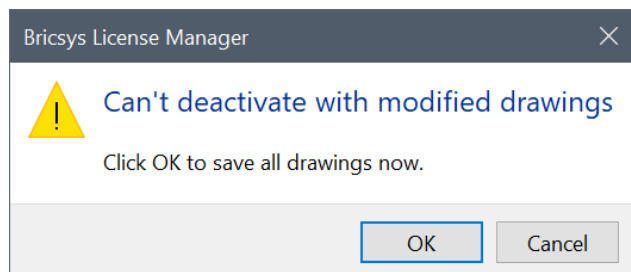 Bricsys License Manager
Can't deactivate with modified drawings
Click OK to save all drawings now.
OK Cancel